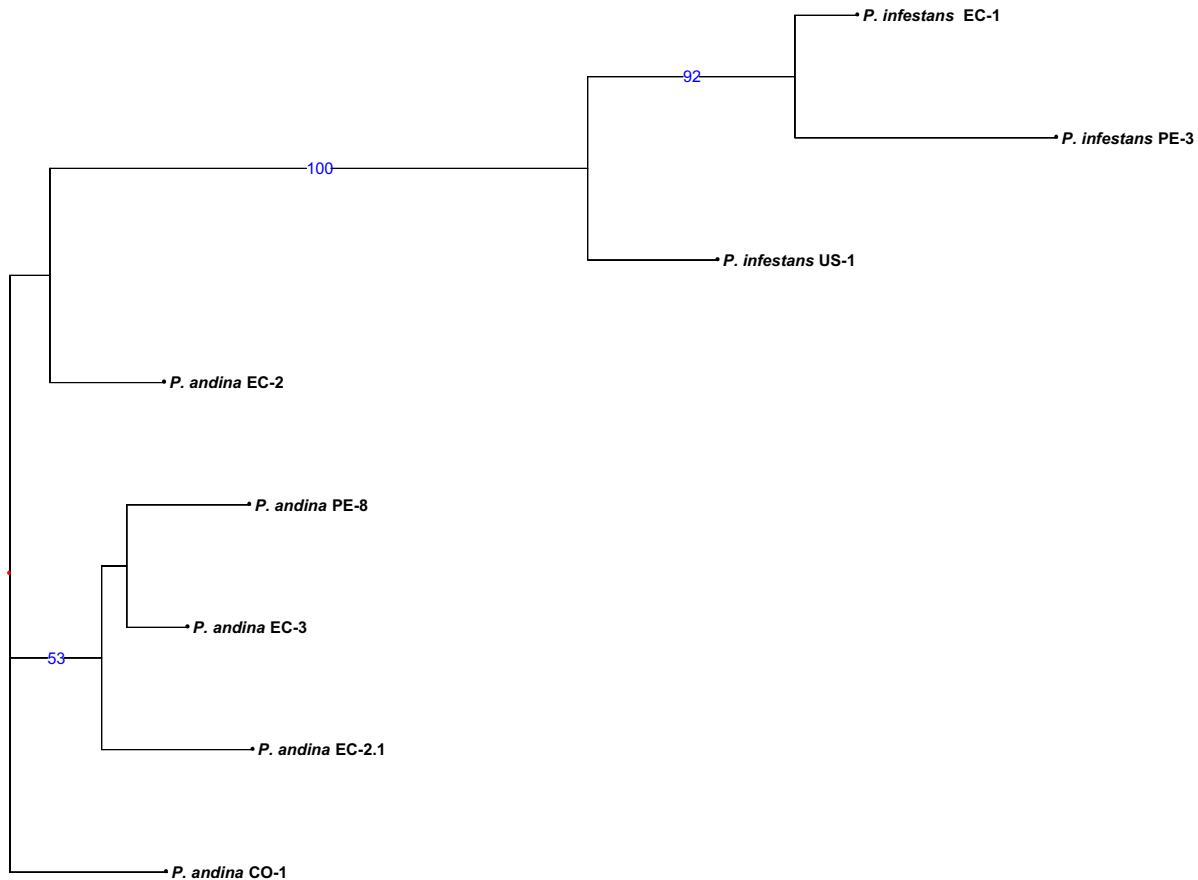 P. infestans EC-1
92
P. infestans PE-3
100
P. infestans US-1
P. andina EC-2
P. andina PE-8
P. andina EC-3
53
P. andina EC-2.1
P. andina CO-1